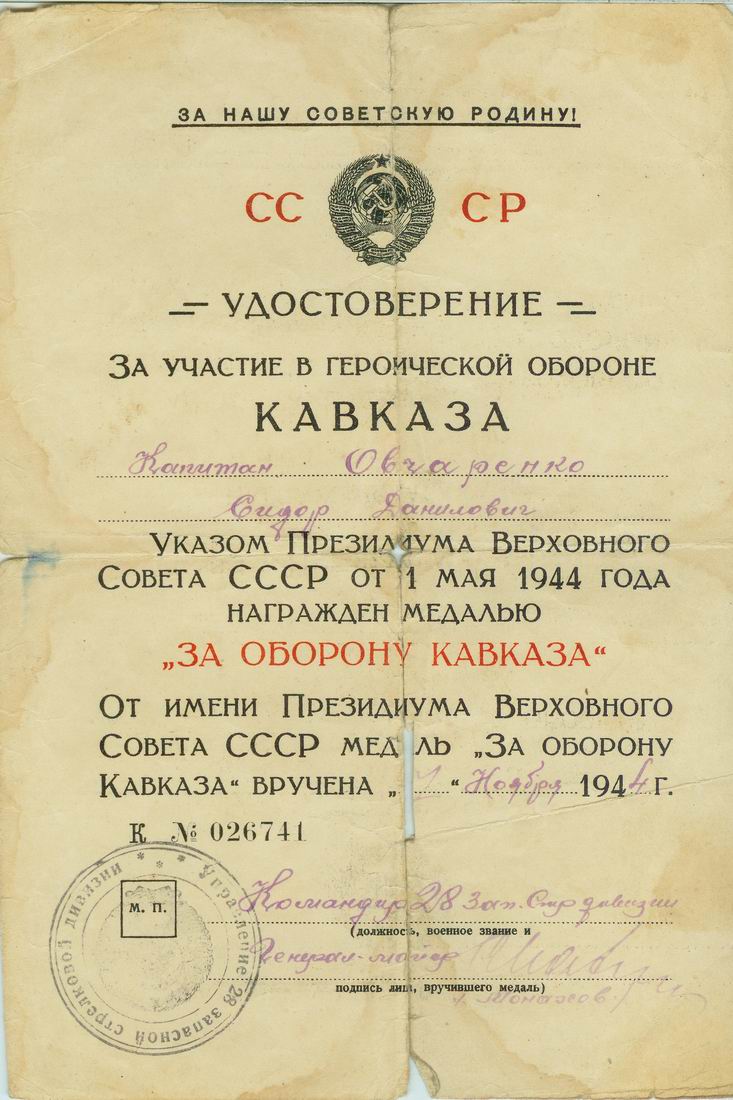 ЗА НАШУ СОВЕТСКУЮ РОДИНУ!
СС СР
УДОСТОВЕРЕНИЕ
ЗА УЧАСТИЕ В ГЕРОИЧЕСКОЙ ОБОРОНЕ
КАВКАЗА
Капитан Овчаренко
Сидор Данилович
УКАЗОМ ПРЕЗИДИУМА ВЕРХОВНОГО
СОВЕТА СССР ОТ 1 МАЯ 1944 ГОДА
НАГРАЖДЕН МЕДАЛЬЮ
„ЗА ОБОРОНУ КАВКАЗА“
ОТ ИМЕНИ ПРЕЗИДИУМА ВЕРХОВНОГО
СОВЕТА СССР МЕД ЛЬ „ЗА ОБОРОНУ
КАВКАЗА“ ВРУЧЕНА „ “ Ноября 1944 Г.
К № 026741
Управление 28 запасной стрелковой дивизии
М. П.
Командир 28 Зап. Стр дивизии
(должность, военное звание и
Генерал-майор
подпись лица, вручившего медаль)